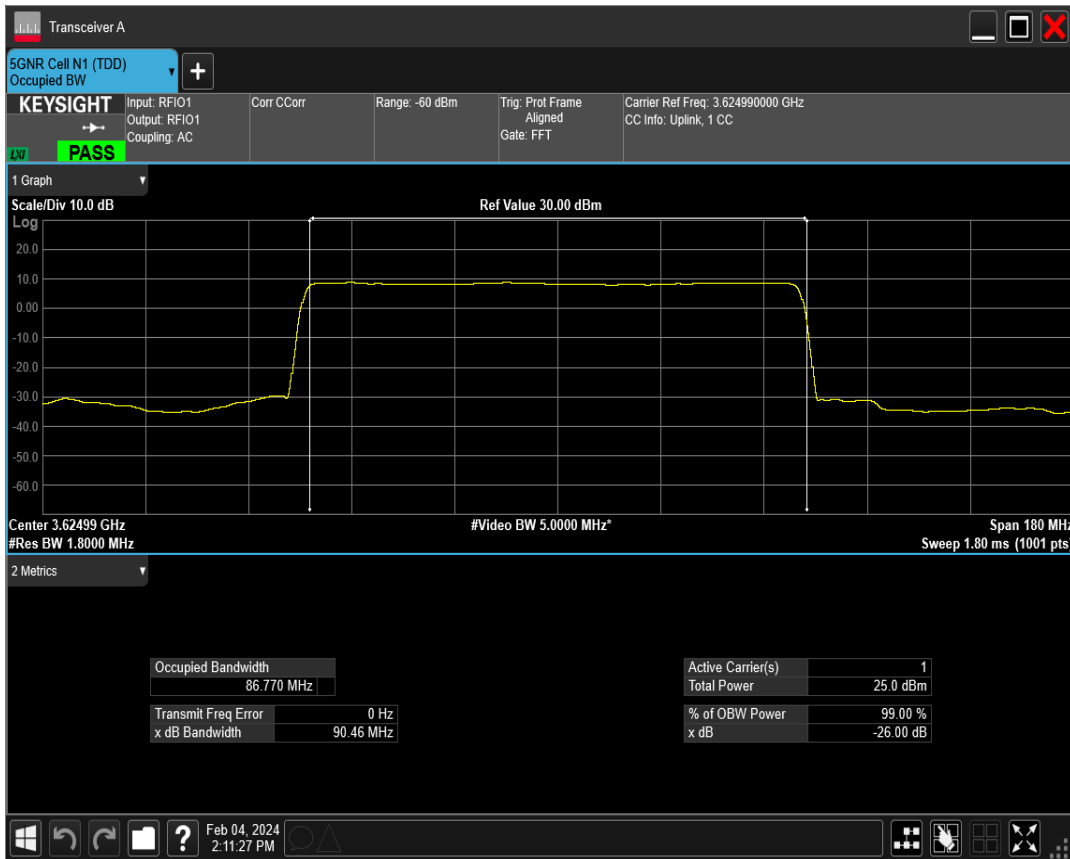 Transceiver A
5GNR Cell N1 (TDD)
Occupied BW
+
KEYSIGHT
LXI
PASS
Input: RFIO1
Output: RFIO1
Coupling: AC
Corr CCorr
Range: -60 dBm
Trig: Prot Frame
Aligned
Gate: FFT
Carrier Ref Freq: 3.624990000 GHz
CC Info: Uplink, 1 CC
1 Graph
Scale/Div 10.0 dB
Ref Value 30.00 dBm
Log
20.0
10.0
0.00
-10.0
-20.0
-30.0
-40.0
-50.0
-60.0
Center 3.62499 GHz
#Video BW 5.0000 MHz*
Span 180 MHz
#Res BW 1.8000 MHz
Sweep 1.80 ms (1001 pts)
2 Metrics
Occupied Bandwidth
86.770 MHz
Transmit Freq Error 0 Hz
x dB Bandwidth 90.46 MHz
Active Carrier(s) 1
Total Power 25.0 dBm
% of OBW Power 99.00 %
x dB -26.00 dB
?
Feb 04, 2024
2:11:27 PM